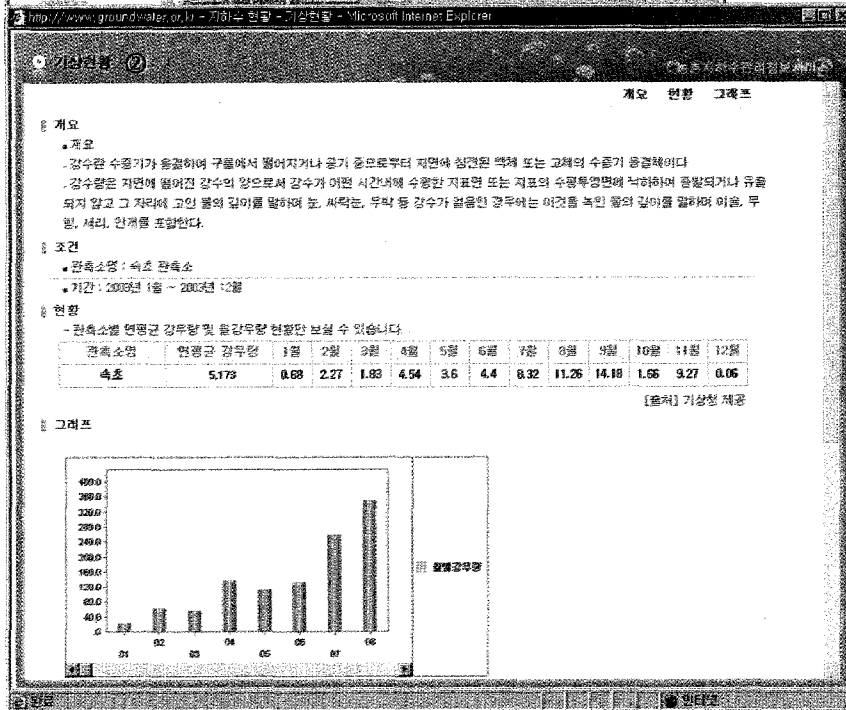 http://www.groundwater.or.kr - 지하수 현황 - 기상현황 - Microsoft Internet Explorer
기상현황 ②
개요 현황 그래프
개요
개요
- 강수란 수증기가 응결하여 구름에서 떨어지거나 공기 중으로부터 지면에 침전된 액체 또는 고체의 수증기 응결체이다
- 강수량은 지면에 떨어진 강수의 양으로서 강수가 어떤 시간내에 수평한 지표면 또는 지표의 수평투영면에 낙하하여 증발되거나 유출
되지 않고 그 자리에 고인 물의 깊이를 말하며 눈, 싸락눈, 우박 등 강수가 얼음인 경우에는 이것을 녹인 물의 깊이를 말하며 이슬, 무
빙, 서리, 안개를 포함한다.
조건
관측소명 : 속초 관측소
기간 : 2003년 1월 ~ 2003년 12월
현황
- 관측소별 연평균 강우량 및 월강우량 현황만 보실 수 있습니다
관측소명 연평균 강우량 1월 2월 3월 4월 5월 6월 7월 8월 9월 10월 11월 12월
속초 5,173 0.68 2.27 1.83 4.54 3.6 4.4 8.32 11.26 14.18 1.66 9.27 0.06
[출처] 기상청 제공
그래프
400.0
360.0
320.0
280.0
240.0
200.0
160.0
120.0
80.0
40.0
.0
01 02 03 04 05 06 07 08
월별강우량
완료
인터넷